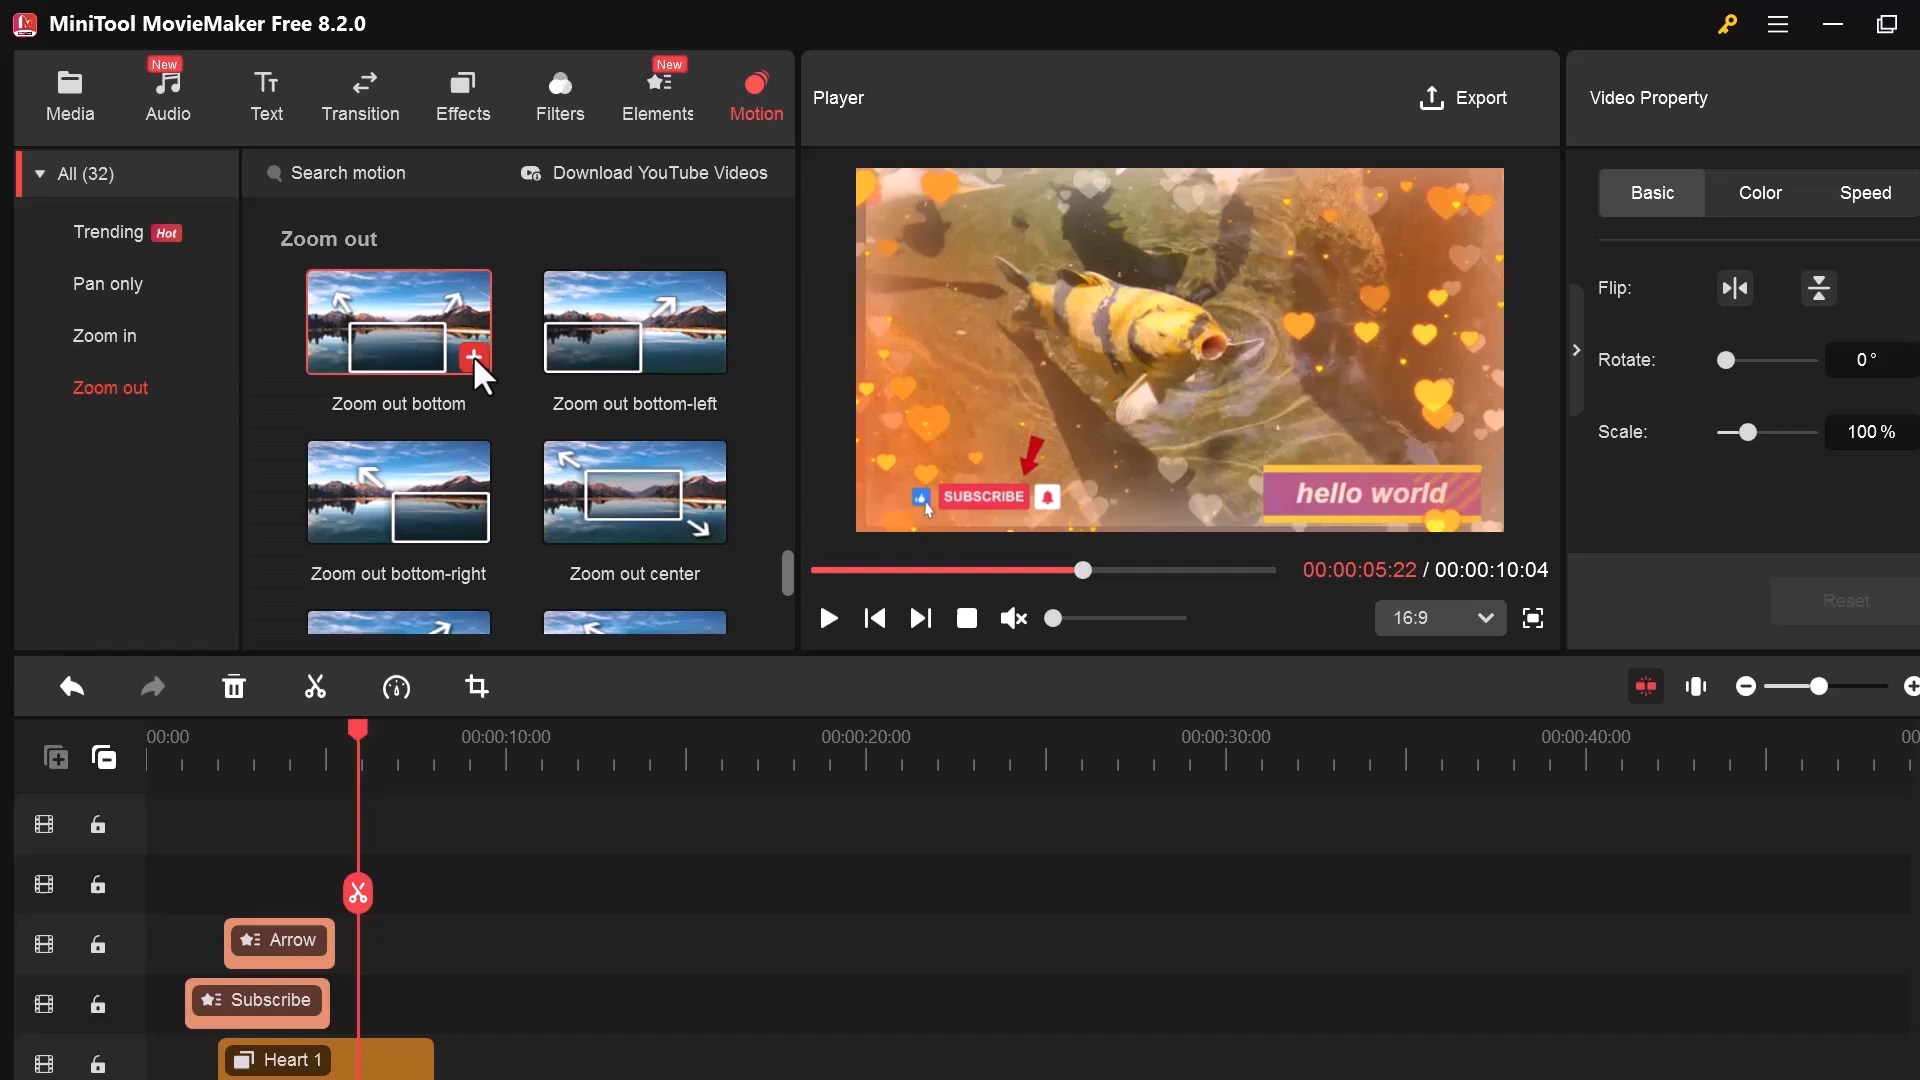 MiniTool MovieMaker Free 8.2.0
New
New
Media
Audio
Text
Transition
Effects
Filters
Elements
Motion
Player
Export
Video Property
All (32)
Search motion
Download YouTube Videos
Basic
Color
Speed
Trending Hot
Pan only
Zoom in
Zoom out
Zoom out
Zoom out bottom
Zoom out bottom-left
Zoom out bottom-right
Zoom out center
SUBSCRIBE
hello world
Flip:
Rotate:
0°
Scale:
100 %
Reset
00:00:05:22 / 00:00:10:04
16:9
00:00
00:00:10:00
00:00:20:00
00:00:30:00
00:00:40:00
00
Arrow
Subscribe
Heart 1